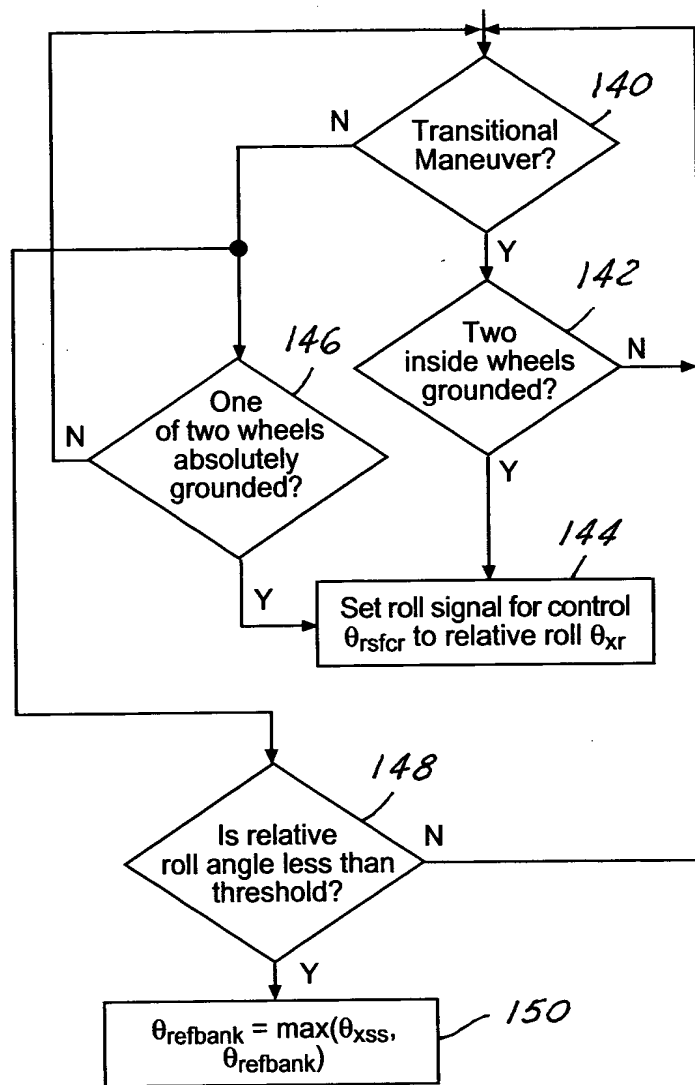 140
N
Transitional
Maneuver?
Y
142
Two
inside wheels
grounded?
N
146
One
of two wheels
absolutely
grounded?
N
Y
Y
144
Set roll signal for control
θrsfcr to relative roll θxr
148
Is relative
roll angle less than
threshold?
N
Y
150
θrefbank = max(θxss,
θrefbank)